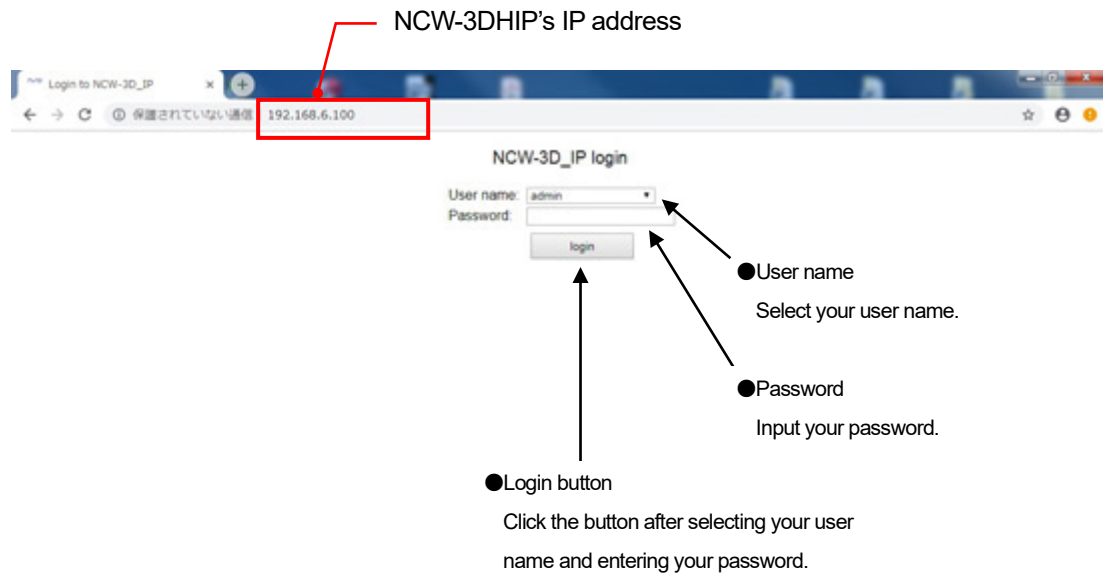 NCW-3DHIP's IP address
Login to NCW-3D_IP
保護されていない通信 192.168.6.100
NCW-3D_IP login
User name: admin
Password:
login
●User name
Select your user name.
●Password
Input your password.
●Login button
Click the button after selecting your user
name and entering your password.